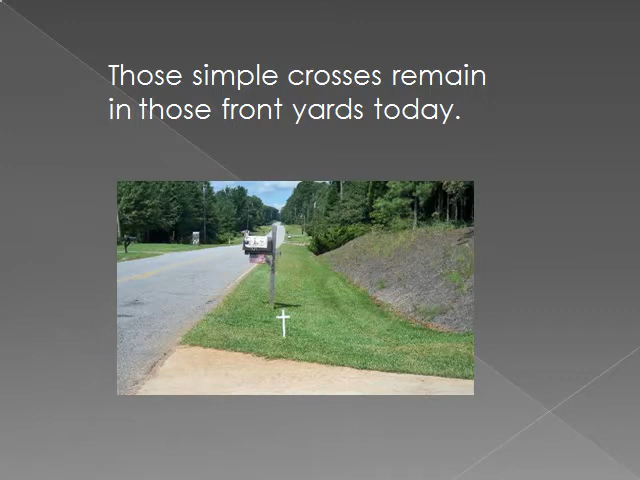 Those simple crosses remain
in those front yards today.